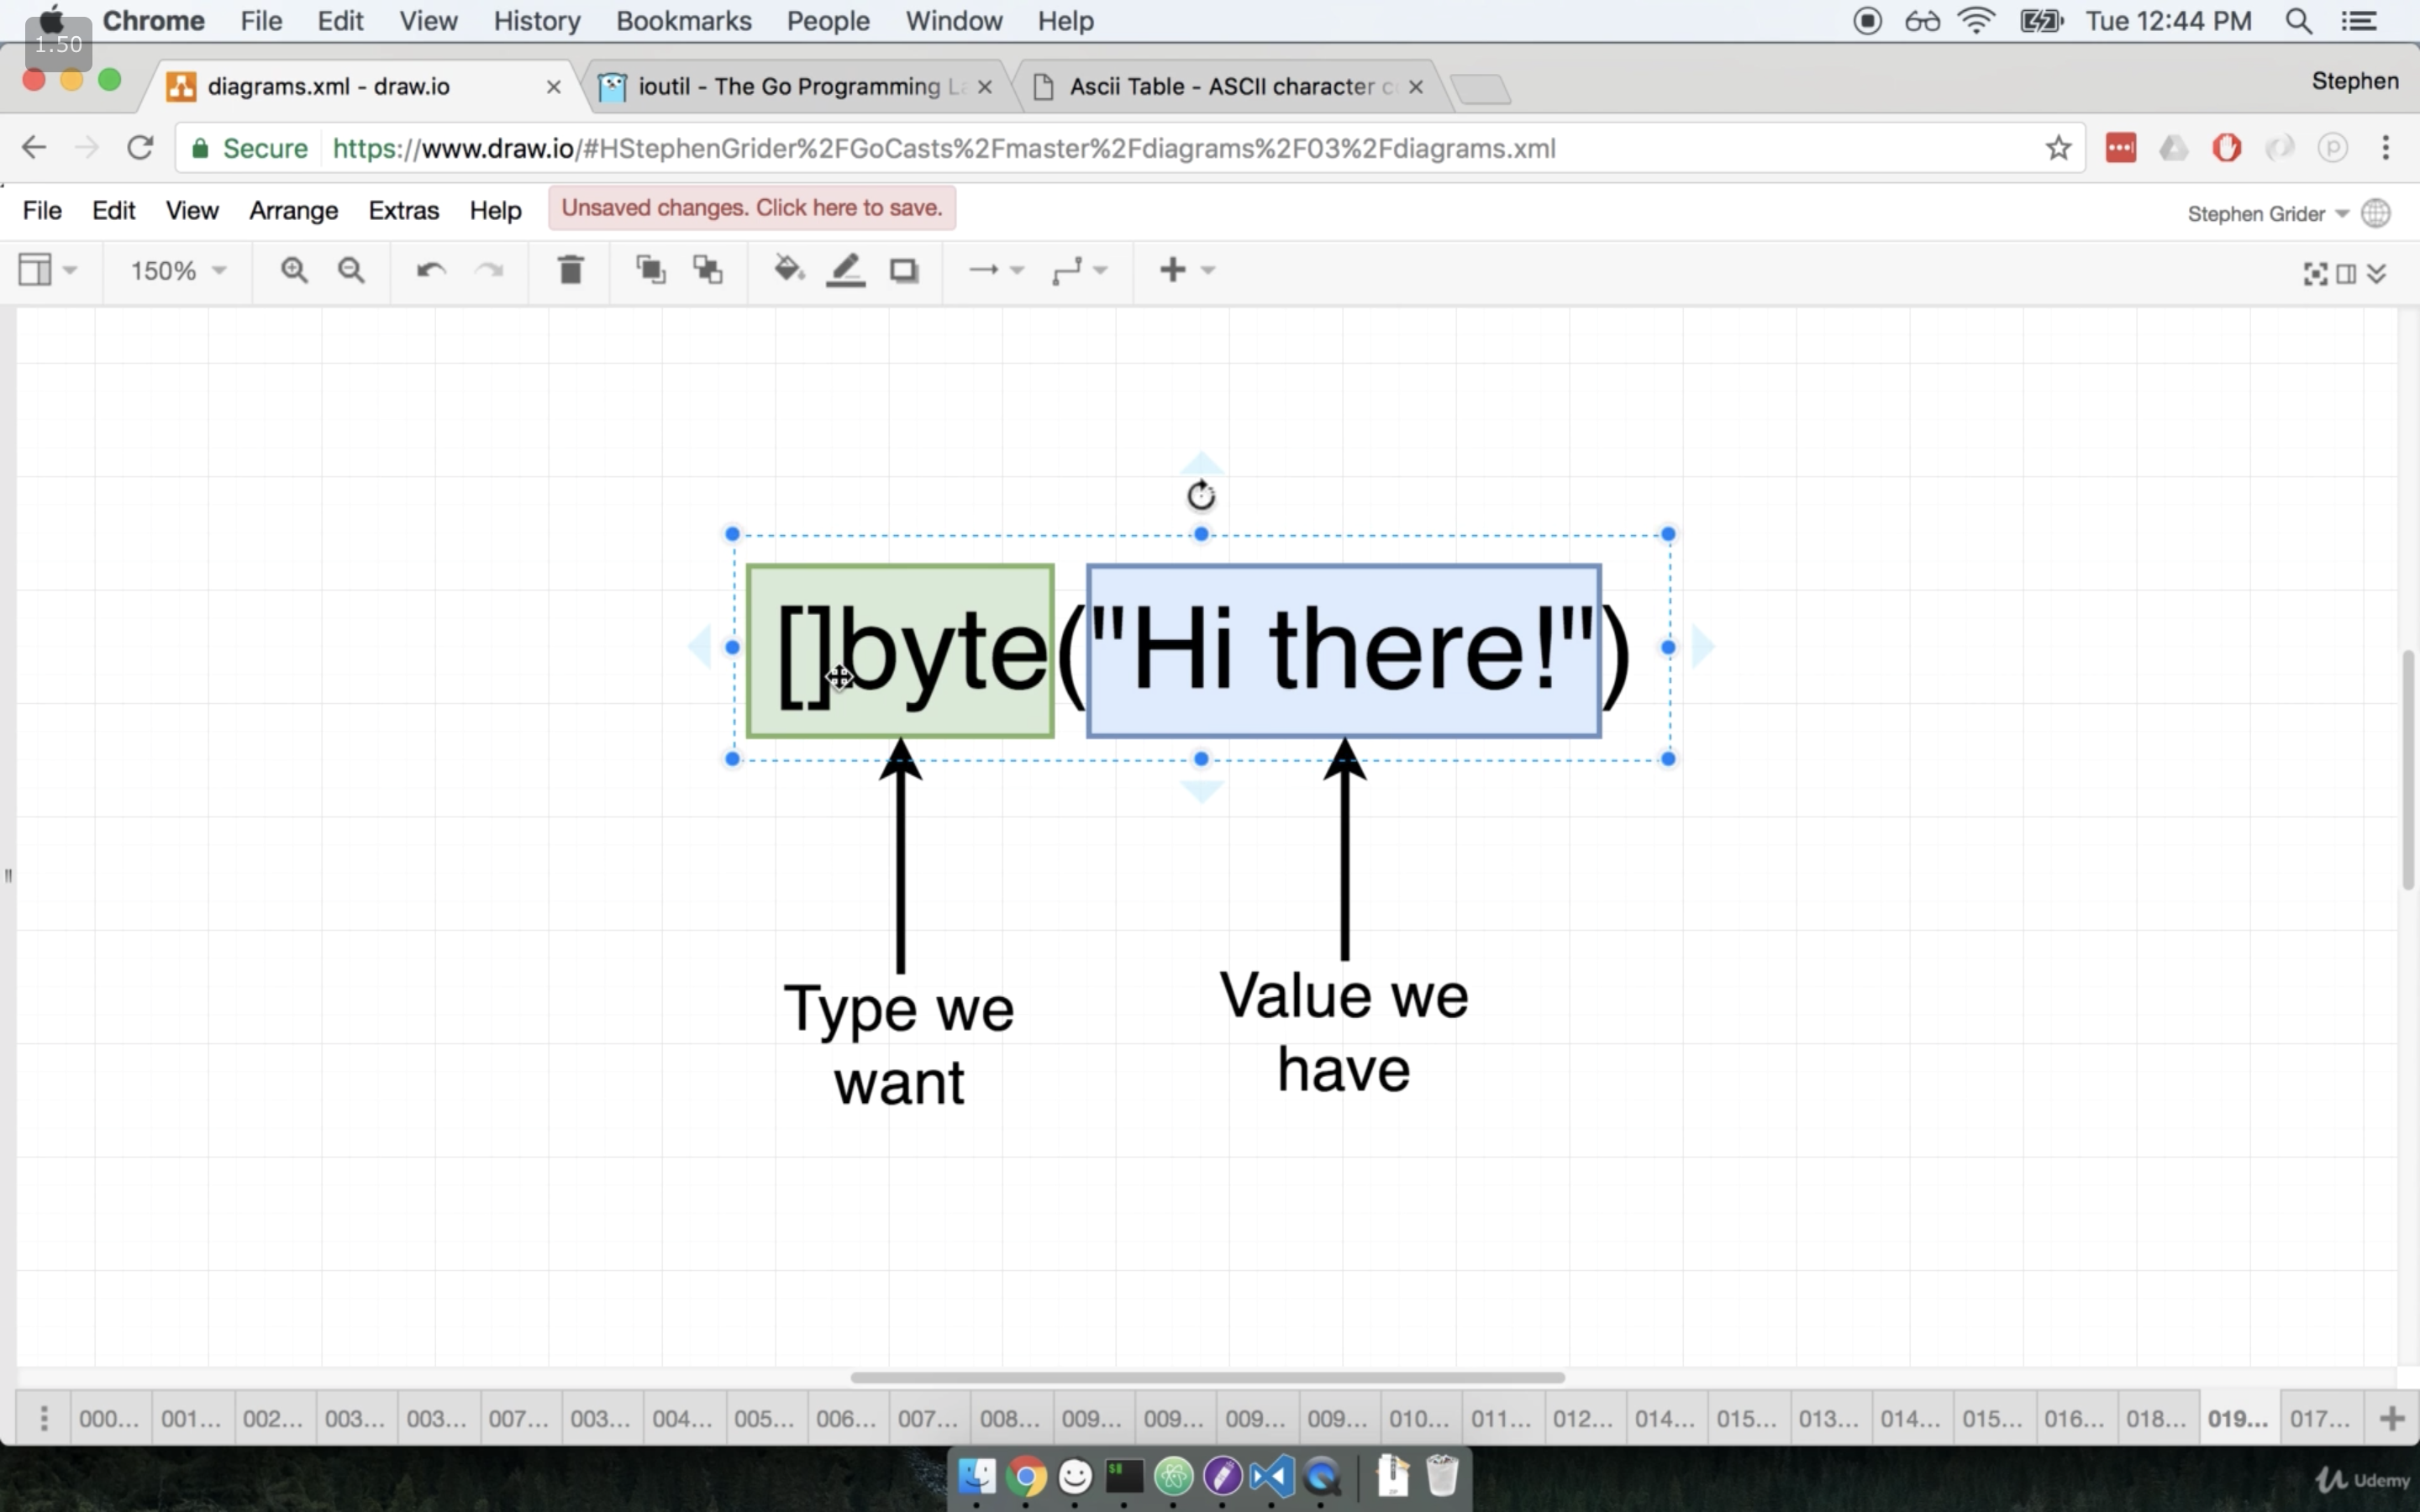 Chrome File Edit View History Bookmarks People Window Help Tue 12:44 PM
1.50
diagrams.xml - draw.io ioutil - The Go Programming La Ascii Table - ASCII character c Stephen
Secure https://www.draw.io/#HStephenGrider%2FGoCasts%2Fmaster%2Fdiagrams%2F03%2Fdiagrams.xml
File Edit View Arrange Extras Help Unsaved changes. Click here to save. Stephen Grider
150%
[]byte("Hi there!")
Type we
want
Value we
have
000... 001... 002... 003... 003... 007... 003... 004... 005... 006... 007... 008... 009... 009... 009... 009... 010... 011... 012... 014... 015... 013... 014... 015... 016... 018... 019... 017...
Udemy